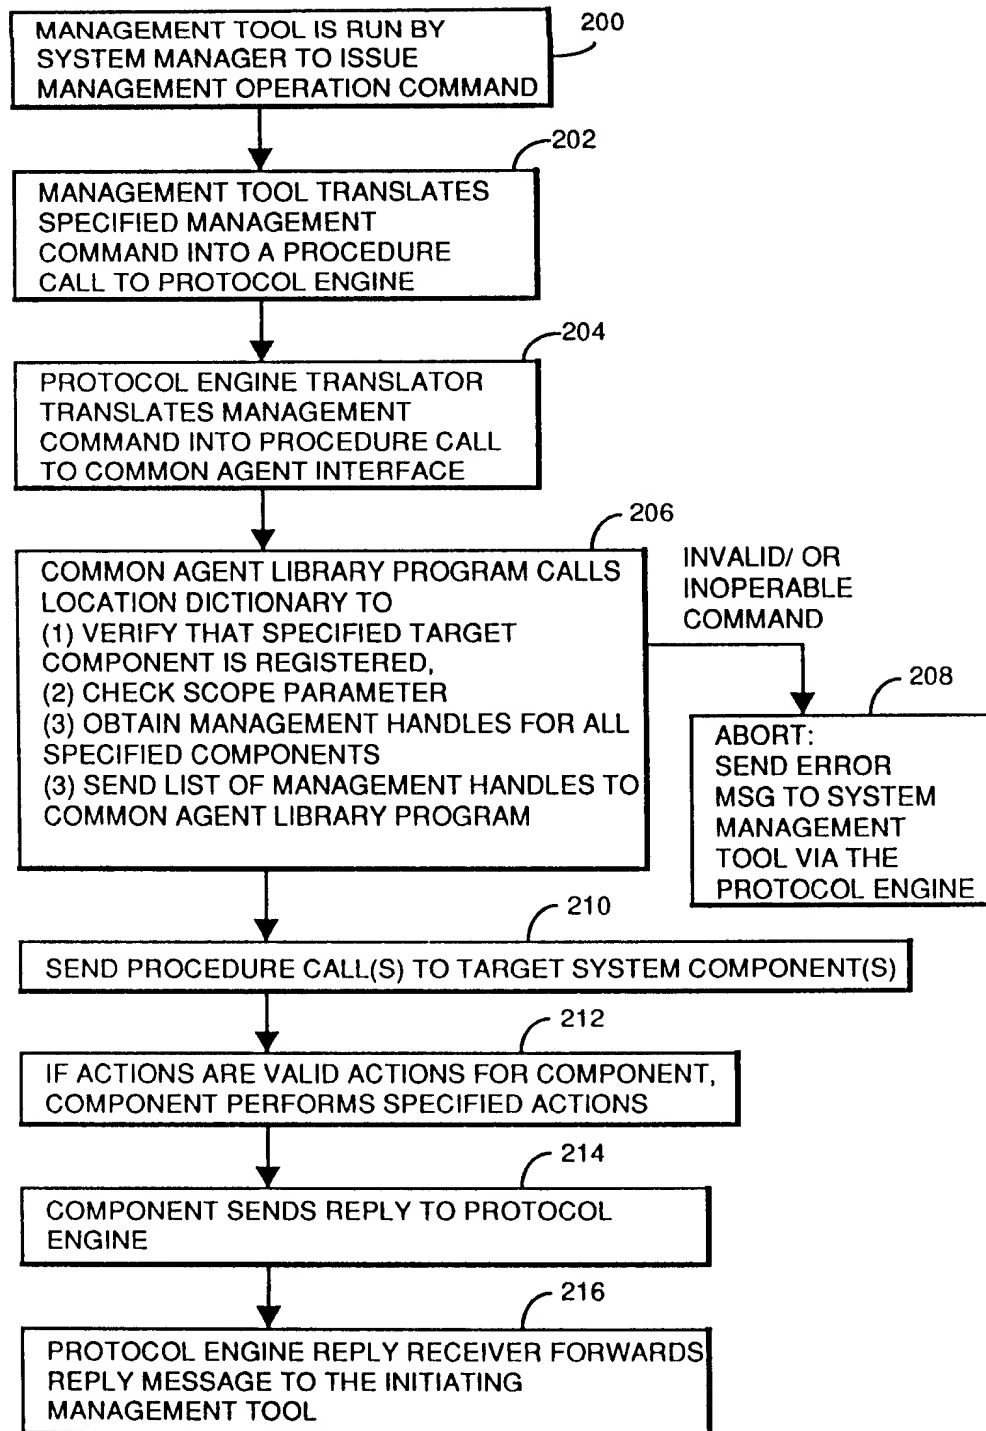 MANAGEMENT TOOL IS RUN BY
SYSTEM MANAGER TO ISSUE
MANAGEMENT OPERATION COMMAND
200
202
MANAGEMENT TOOL TRANSLATES
SPECIFIED MANAGEMENT
COMMAND INTO A PROCEDURE
CALL TO PROTOCOL ENGINE
204
PROTOCOL ENGINE TRANSLATOR
TRANSLATES MANAGEMENT
COMMAND INTO PROCEDURE CALL
TO COMMON AGENT INTERFACE
206
COMMON AGENT LIBRARY PROGRAM CALLS
LOCATION DICTIONARY TO
(1) VERIFY THAT SPECIFIED TARGET
COMPONENT IS REGISTERED,
(2) CHECK SCOPE PARAMETER
(3) OBTAIN MANAGEMENT HANDLES FOR ALL
SPECIFIED COMPONENTS
(3) SEND LIST OF MANAGEMENT HANDLES TO
COMMON AGENT LIBRARY PROGRAM
INVALID/ OR
INOPERABLE
COMMAND
208
ABORT:
SEND ERROR
MSG TO SYSTEM
MANAGEMENT
TOOL VIA THE
PROTOCOL ENGINE
210
SEND PROCEDURE CALL(S) TO TARGET SYSTEM COMPONENT(S)
212
IF ACTIONS ARE VALID ACTIONS FOR COMPONENT,
COMPONENT PERFORMS SPECIFIED ACTIONS
214
COMPONENT SENDS REPLY TO PROTOCOL
ENGINE
216
PROTOCOL ENGINE REPLY RECEIVER FORWARDS
REPLY MESSAGE TO THE INITIATING
MANAGEMENT TOOL